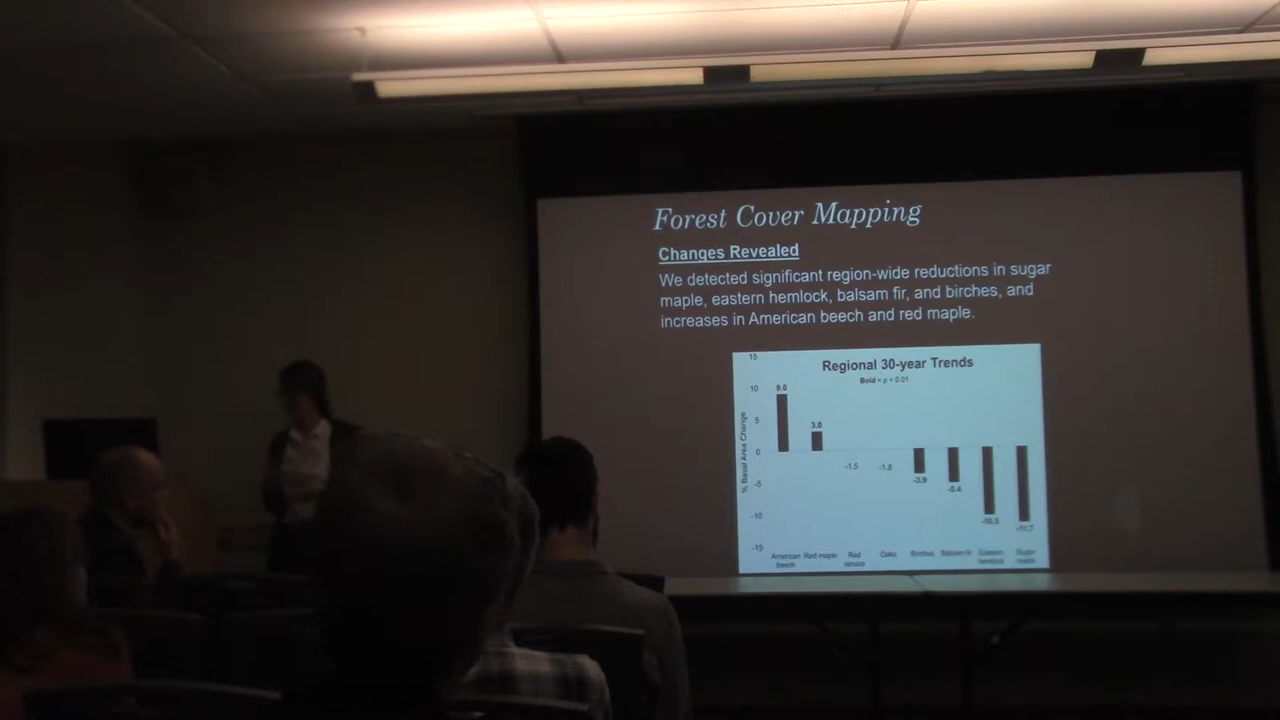 Forest Cover Mapping
Changes Revealed
We detected significant region-wide reductions in sugar
maple, eastern hemlock, balsam fir, and birches, and
increases in American beech and red maple.
Regional 30-year Trends
Bold = p < 0.01
% Basal Area Change
15
10
5
0
-5
-10
-15
9.0
3.0
-1.5
-3.9
-5.4
American Red maple Red Oaks Birches Balsam fir Eastern Sugar
beech spruce hemlock maple